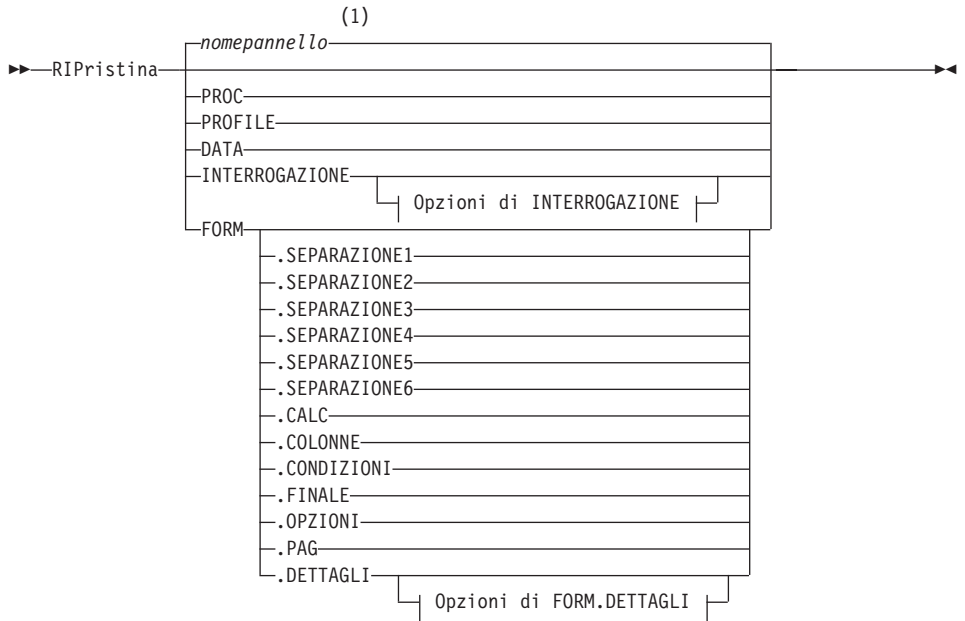 (1)
nomepannello
RIPristina
PROC
PROFILE
DATA
INTERROGAZIONE
Opzioni di INTERROGAZIONE
FORM
.SEPARAZIONE1
.SEPARAZIONE2
.SEPARAZIONE3
.SEPARAZIONE4
.SEPARAZIONE5
.SEPARAZIONE6
.CALC
.COLONNE
.CONDIZIONI
.FINALE
.OPZIONI
.PAG
.DETTAGLI
Opzioni di FORM.DETTAGLI